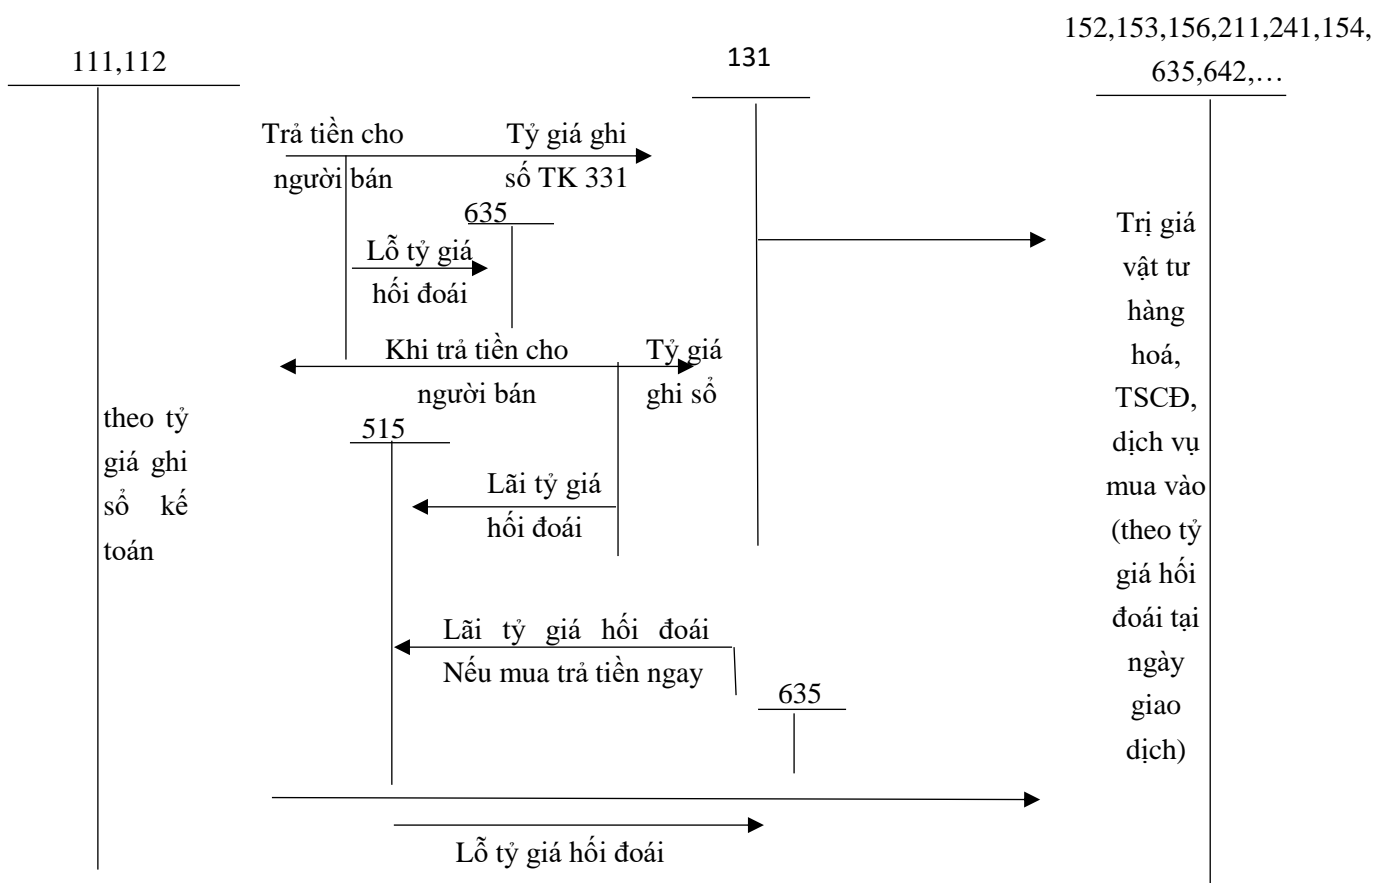 152,153,156,211,241,154,
635,642,…
111,112
131
Trả tiền cho
người bán
Tỷ giá ghi
số TK 331
635
Lỗ tỷ giá
hối đoái
Khi trả tiền cho
người bán
Tỷ giá
ghi sổ
515
Lãi tỷ giá
hối đoái
theo tỷ
giá ghi
sổ kế
toán
Lãi tỷ giá hối đoái
Nếu mua trả tiền ngay
635
Lỗ tỷ giá hối đoái
Trị giá
vật tư
hàng
hoá,
TSCĐ,
dịch vụ
mua vào
(theo tỷ
giá hối
đoái tại
ngày
giao
dịch)